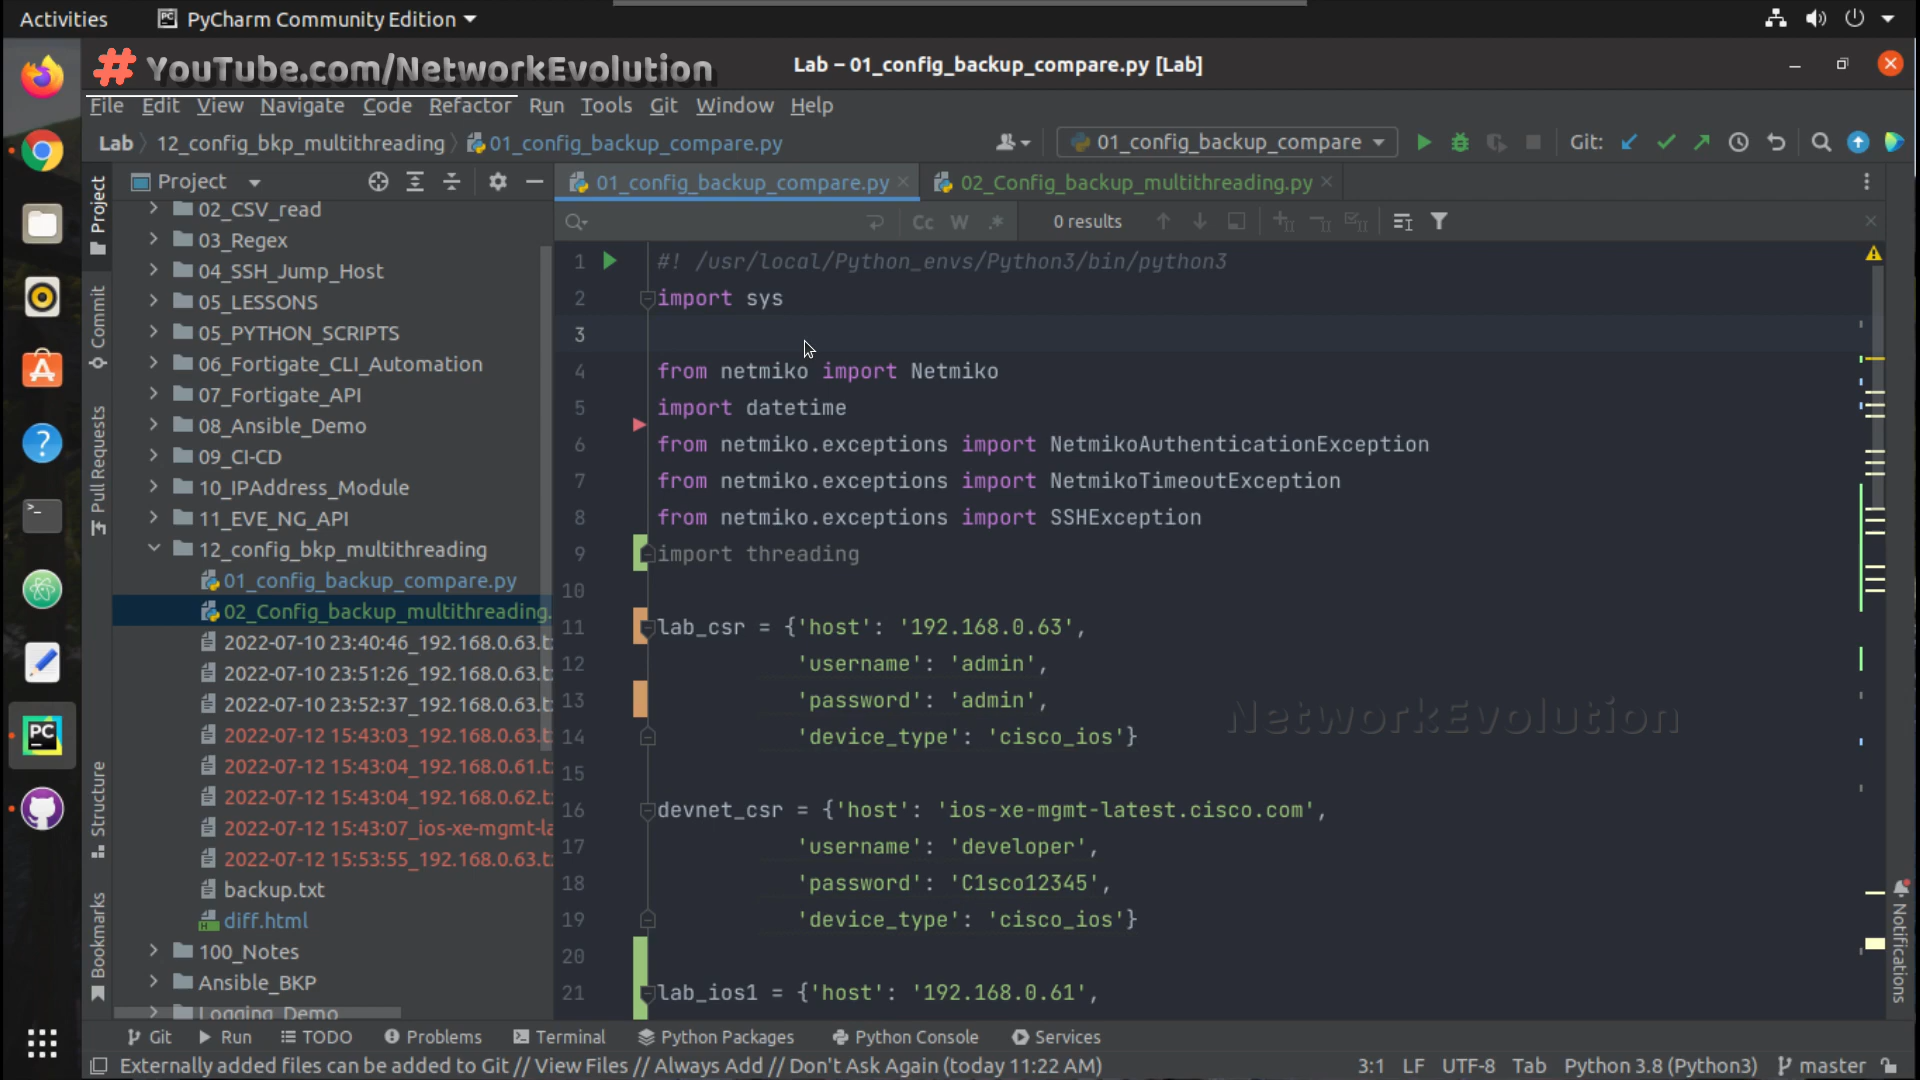 Activities PyCharm Community Edition
# YouTube.com/NetworkEvolution Lab – 01_config_backup_compare.py [Lab]
File Edit View Navigate Code Refactor Run Tools Git Window Help
Lab 12_config_bkp_multithreading 01_config_backup_compare.py 01_config_backup_compare Git:
Project 01_config_backup_compare.py 02_Config_backup_multithreading.py
Cc W .* 0 results
Project
Commit
Pull Requests
Structure
Bookmarks
02_CSV_read
03_Regex
04_SSH_Jump_Host
05_LESSONS
05_PYTHON_SCRIPTS
06_Fortigate_CLI_Automation
07_Fortigate_API
08_Ansible_Demo
09_CI-CD
10_IPAddress_Module
11_EVE_NG_API
12_config_bkp_multithreading
01_config_backup_compare.py
02_Config_backup_multithreading.
2022-07-10 23:40:46_192.168.0.63.t
2022-07-10 23:51:26_192.168.0.63.t
2022-07-10 23:52:37_192.168.0.63.t
2022-07-12 15:43:03_192.168.0.63.t
2022-07-12 15:43:04_192.168.0.61.t
2022-07-12 15:43:04_192.168.0.62.t
2022-07-12 15:43:07_ios-xe-mgmt-la
2022-07-12 15:53:55_192.168.0.63.t
backup.txt
diff.html
100_Notes
Ansible_BKP
Logging_Demo
1 #! /usr/local/Python_envs/Python3/bin/python3
2 import sys
3
4 from netmiko import Netmiko
5 import datetime
6 from netmiko.exceptions import NetmikoAuthenticationException
7 from netmiko.exceptions import NetmikoTimeoutException
8 from netmiko.exceptions import SSHException
9 import threading
10
11 lab_csr = {'host': '192.168.0.63',
12 'username': 'admin',
13 'password': 'admin',
14 'device_type': 'cisco_ios'}
15
16 devnet_csr = {'host': 'ios-xe-mgmt-latest.cisco.com',
17 'username': 'developer',
18 'password': 'C1sco12345',
19 'device_type': 'cisco_ios'}
20
21 lab_ios1 = {'host': '192.168.0.61',
NetworkEvolution
Notifications
Git Run TODO Problems Terminal Python Packages Python Console Services
Externally added files can be added to Git // View Files // Always Add // Don't Ask Again (today 11:22 AM) 3:1 LF UTF-8 Tab Python 3.8 (Python3) master